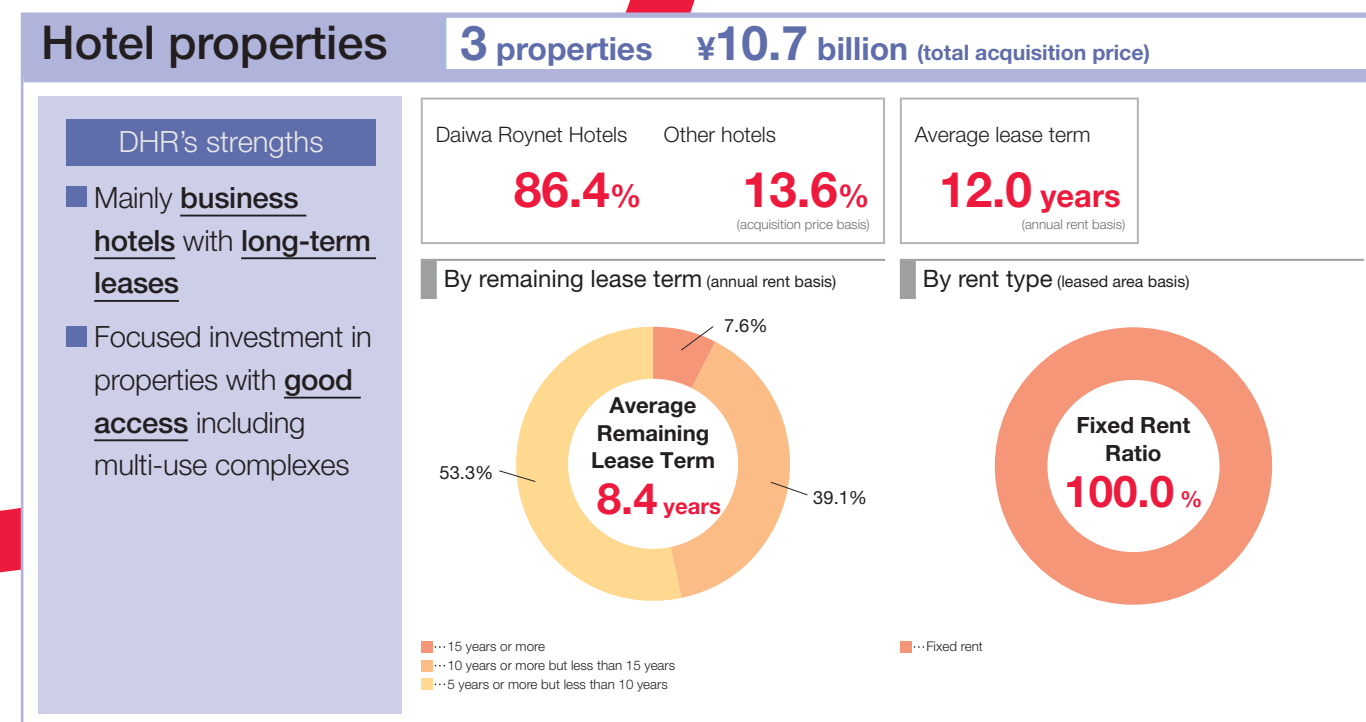 Hotel properties
3 properties ¥10.7 billion (total acquisition price)
DHR's strengths
Mainly business
hotels with long-term
leases
Focused investment in
properties with good
access including
multi-use complexes
Daiwa Roynet Hotels Other hotels
86.4% 13.6%
(acquisition price basis)
Average lease term
12.0 years
(annual rent basis)
By remaining lease term (annual rent basis)
7.6%
Average
Remaining
Lease Term
8.4 years
53.3%
39.1%
…15 years or more
…10 years or more but less than 15 years
…5 years or more but less than 10 years
By rent type (leased area basis)
Fixed Rent
Ratio
100.0 %
…Fixed rent